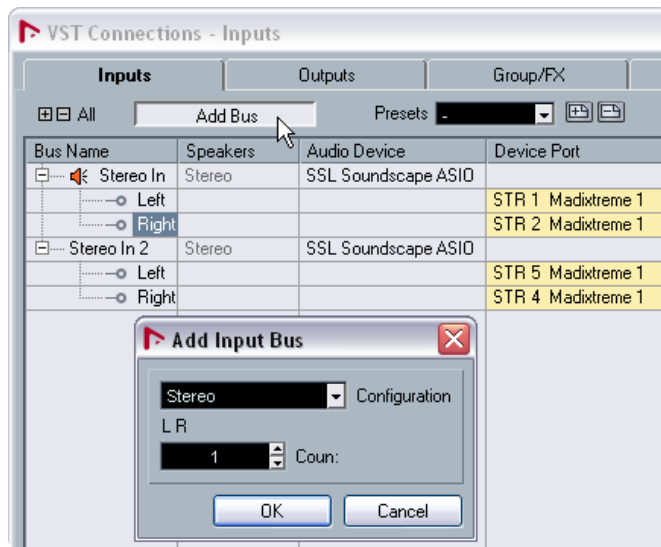 VST Connections - Inputs
Inputs Outputs Group/FX
All Add Bus Presets -
Bus Name Speakers Audio Device Device Port
Stereo In Stereo SSL Soundscape ASIO
Left STR 1 Madixtreme 1
Right STR 2 Madixtreme 1
Stereo In 2 Stereo SSL Soundscape ASIO
Left STR 5 Madixtreme 1
Right STR 4 Madixtreme 1
Add Input Bus
Stereo Configuration
L R
1 Coun:
OK Cancel